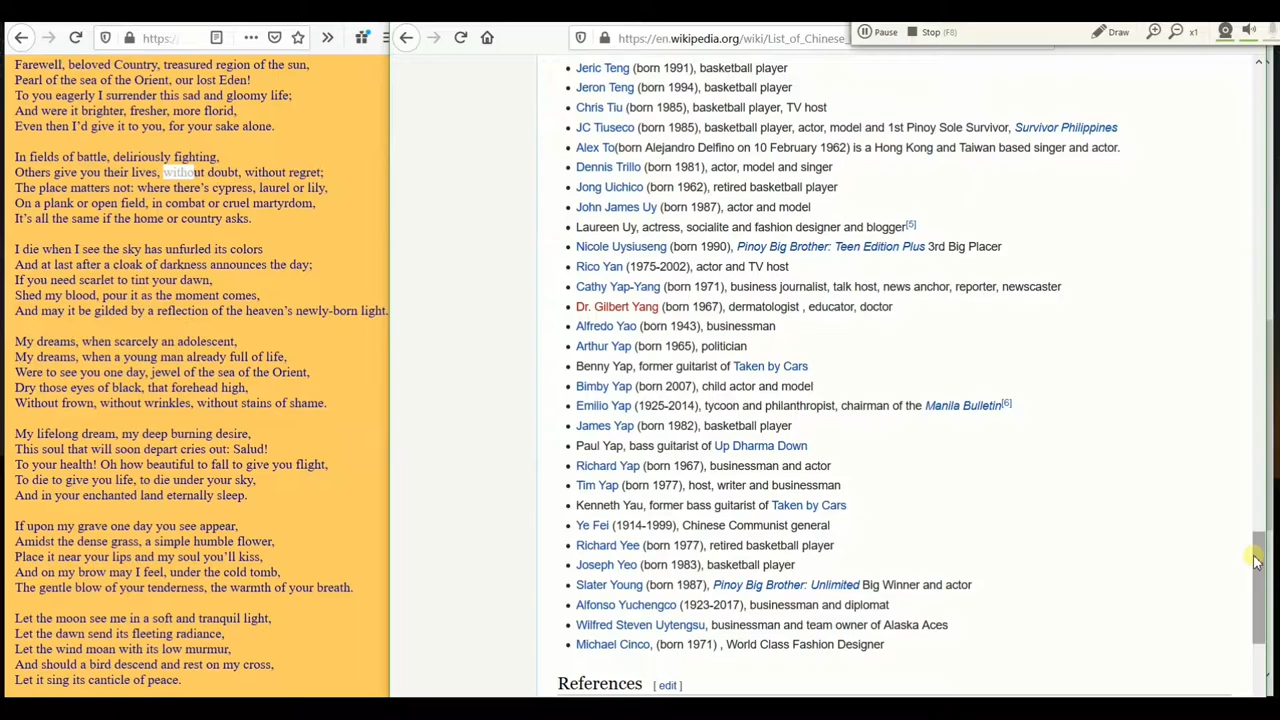 https://
https://en.wikipedia.org/wiki/List_of_Chinese_
Pause
Stop (F8)
Draw
x1
Farewell, beloved Country, treasured region of the sun,
Pearl of the sea of the Orient, our lost Eden!
To you eagerly I surrender this sad and gloomy life;
And were it brighter, fresher, more florid,
Even then I’d give it to you, for your sake alone.
In fields of battle, deliriously fighting,
Others give you their lives, without doubt, without regret;
The place matters not: where there’s cypress, laurel or lily,
On a plank or open field, in combat or cruel martyrdom,
It’s all the same if the home or country asks.
I die when I see the sky has unfurled its colors
And at last after a cloak of darkness announces the day;
If you need scarlet to tint your dawn,
Shed my blood, pour it as the moment comes,
And may it be gilded by a reflection of the heaven’s newly-born light.
My dreams, when scarcely an adolescent,
My dreams, when a young man already full of life,
Were to see you one day, jewel of the sea of the Orient,
Dry those eyes of black, that forehead high,
Without frown, without wrinkles, without stains of shame.
My lifelong dream, my deep burning desire,
This soul that will soon depart cries out: Salud!
To your health! Oh how beautiful to fall to give you flight,
To die to give you life, to die under your sky,
And in your enchanted land eternally sleep.
If upon my grave one day you see appear,
Amidst the dense grass, a simple humble flower,
Place it near your lips and my soul you’ll kiss,
And on my brow may I feel, under the cold tomb,
The gentle blow of your tenderness, the warmth of your breath.
Let the moon see me in a soft and tranquil light,
Let the dawn send its fleeting radiance,
Let the wind moan with its low murmur,
And should a bird descend and rest on my cross,
Let it sing its canticle of peace.
Jeric Teng (born 1991), basketball player
Jeron Teng (born 1994), basketball player
Chris Tiu (born 1985), basketball player, TV host
JC Tiuseco (born 1985), basketball player, actor, model and 1st Pinoy Sole Survivor, Survivor Philippines
Alex To(born Alejandro Delfino on 10 February 1962) is a Hong Kong and Taiwan based singer and actor.
Dennis Trillo (born 1981), actor, model and singer
Jong Uichico (born 1962), retired basketball player
John James Uy (born 1987), actor and model
Laureen Uy, actress, socialite and fashion designer and blogger[5]
Nicole Uysiuseng (born 1990), Pinoy Big Brother: Teen Edition Plus 3rd Big Placer
Rico Yan (1975-2002), actor and TV host
Cathy Yap-Yang (born 1971), business journalist, talk host, news anchor, reporter, newscaster
Dr. Gilbert Yang (born 1967), dermatologist , educator, doctor
Alfredo Yao (born 1943), businessman
Arthur Yap (born 1965), politician
Benny Yap, former guitarist of Taken by Cars
Bimby Yap (born 2007), child actor and model
Emilio Yap (1925-2014), tycoon and philanthropist, chairman of the Manila Bulletin[6]
James Yap (born 1982), basketball player
Paul Yap, bass guitarist of Up Dharma Down
Richard Yap (born 1967), businessman and actor
Tim Yap (born 1977), host, writer and businessman
Kenneth Yau, former bass guitarist of Taken by Cars
Ye Fei (1914-1999), Chinese Communist general
Richard Yee (born 1977), retired basketball player
Joseph Yeo (born 1983), basketball player
Slater Young (born 1987), Pinoy Big Brother: Unlimited Big Winner and actor
Alfonso Yuchengco (1923-2017), businessman and diplomat
Wilfred Steven Uytengsu, businessman and team owner of Alaska Aces
Michael Cinco, (born 1971) , World Class Fashion Designer
References [ edit ]